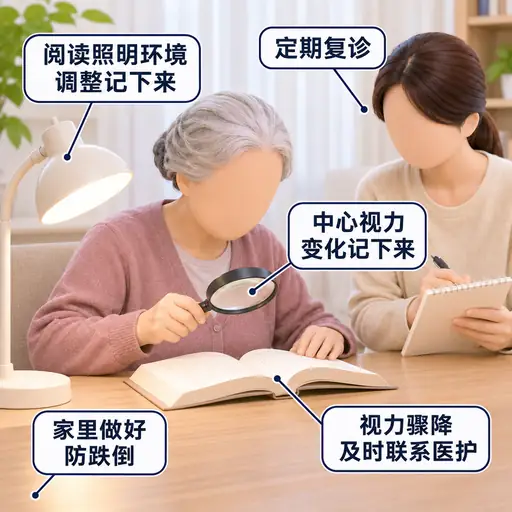 阅读照明环境
调整记下来
定期复诊
中心视力
变化记下来
家里做好
防跌倒
视力骤降
及时联系医护